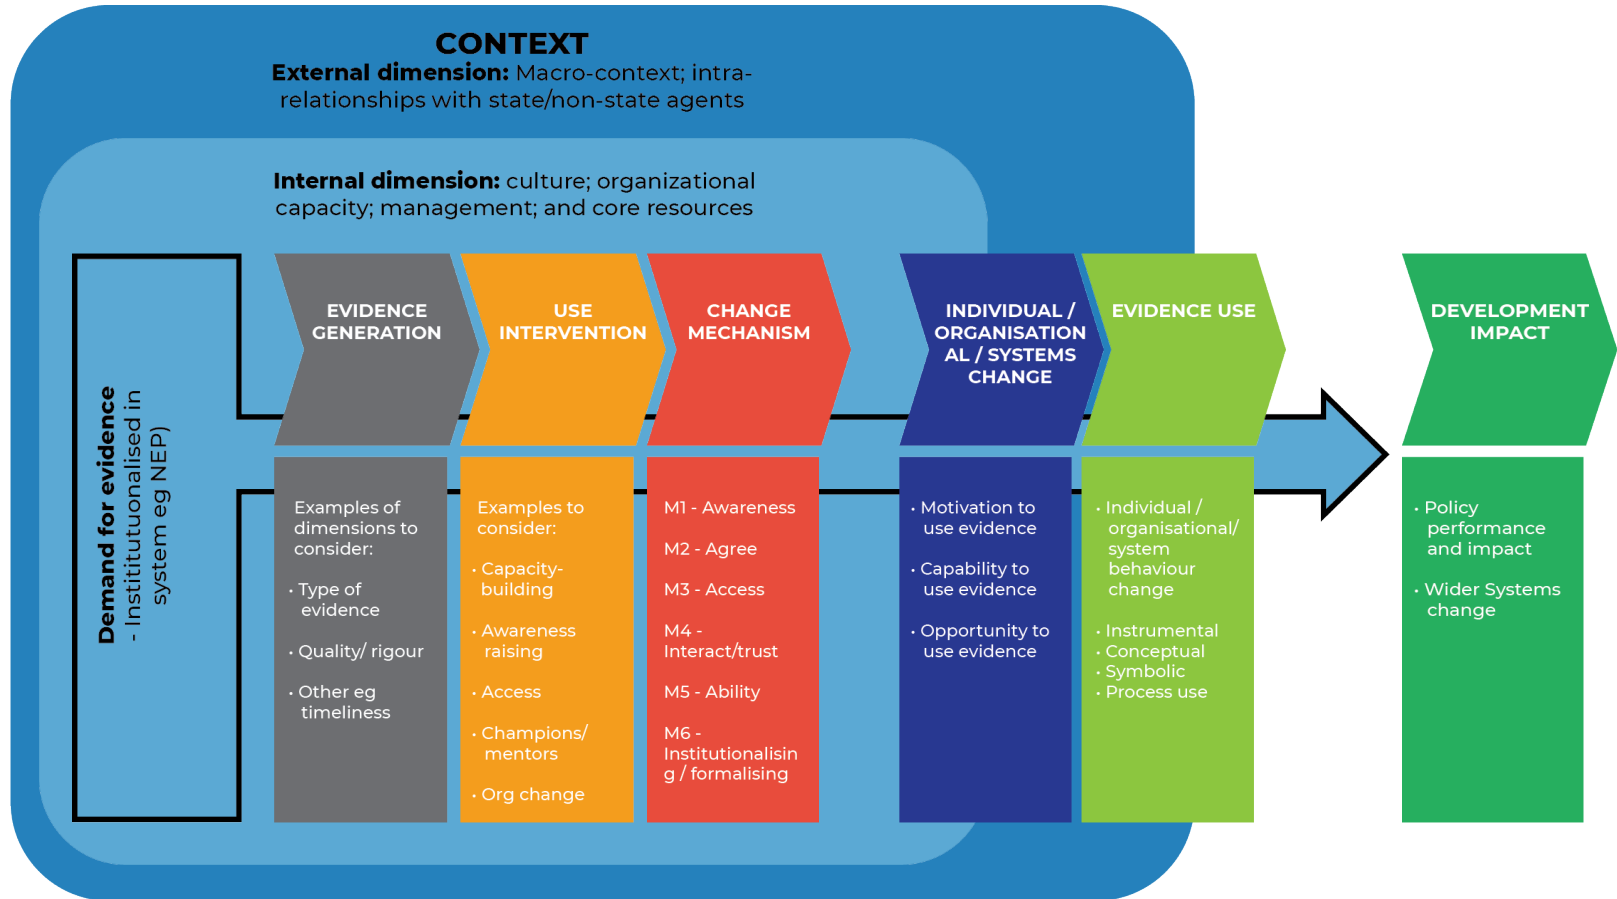 CONTEXT
External dimension: Macro-context; intra-
relationships with state/non-state agents
Internal dimension: culture; organizational
capacity; management; and core resources
Demand for evidence
- Instititutuonalised in
system eg NEP)
EVIDENCE
GENERATION
Examples of
dimensions to
consider:
• Type of
evidence
• Quality/ rigour
• Other eg
timeliness
USE
INTERVENTION
Examples to
consider:
• Capacity-
building
• Awareness
raising
• Access
• Champions/
mentors
• Org change
CHANGE
MECHANISM
M1 - Awareness
M2 - Agree
M3 - Access
M4 -
Interact/trust
M5 - Ability
M6 -
Institutionalisin
g / formalising
INDIVIDUAL /
ORGANISATION
AL / SYSTEMS
CHANGE
• Motivation to
use evidence
• Capability to
use evidence
• Opportunity to
use evidence
EVIDENCE USE
• Individual /
organisational/
system
behaviour
change
• Instrumental
• Conceptual
• Symbolic
• Process use
DEVELOPMENT
IMPACT
• Policy
performance
and impact
• Wider Systems
change